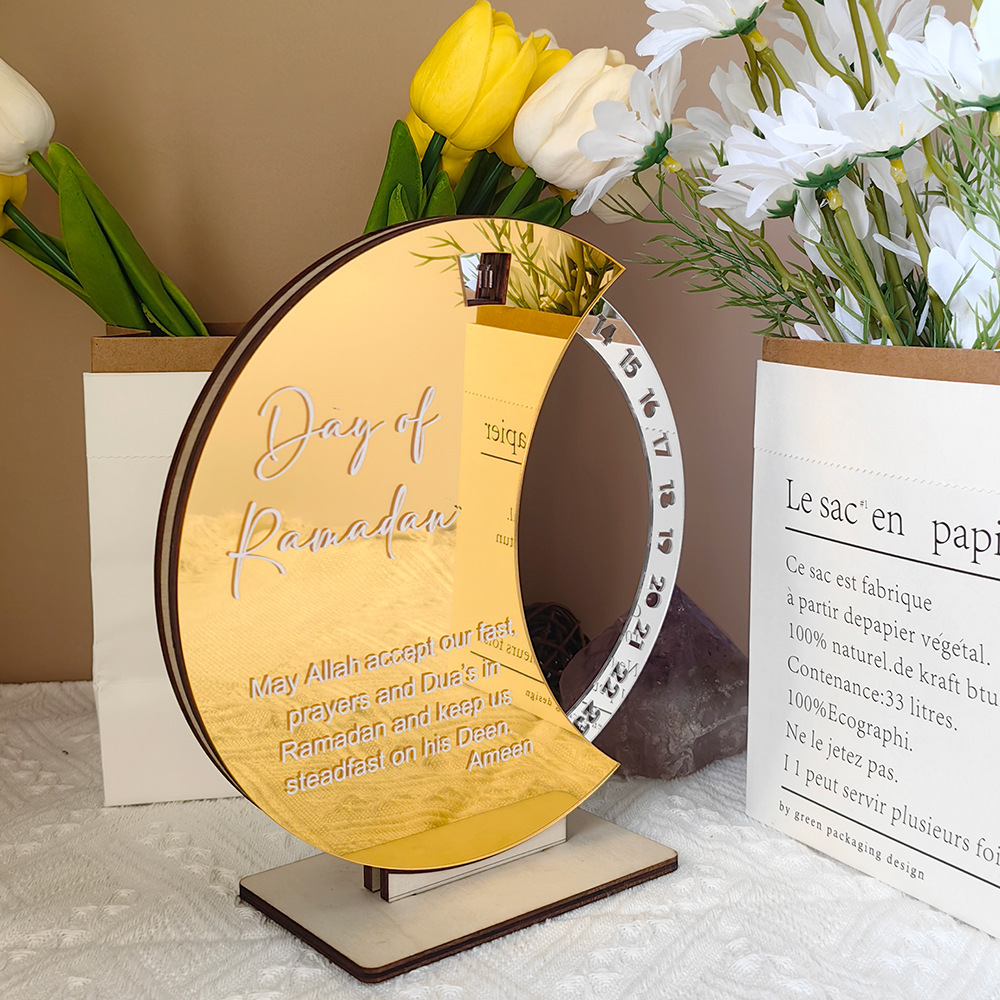 Day of
Ramadan
May Allah accept our fast,
prayers and Dua's in
Ramadan and keep us
steadfast on his Deen.
Ameen
14
15
16
17
18
19
20
21
22
23
Le sac #1 en papi
Ce sac est fabrique
à partir depapier végétal.
100% naturel.de kraft btu
Contenance:33 litres.
100%Ecographi.
Ne le jetez pas.
I 1 peut servir plusieurs foi
by green packaging design